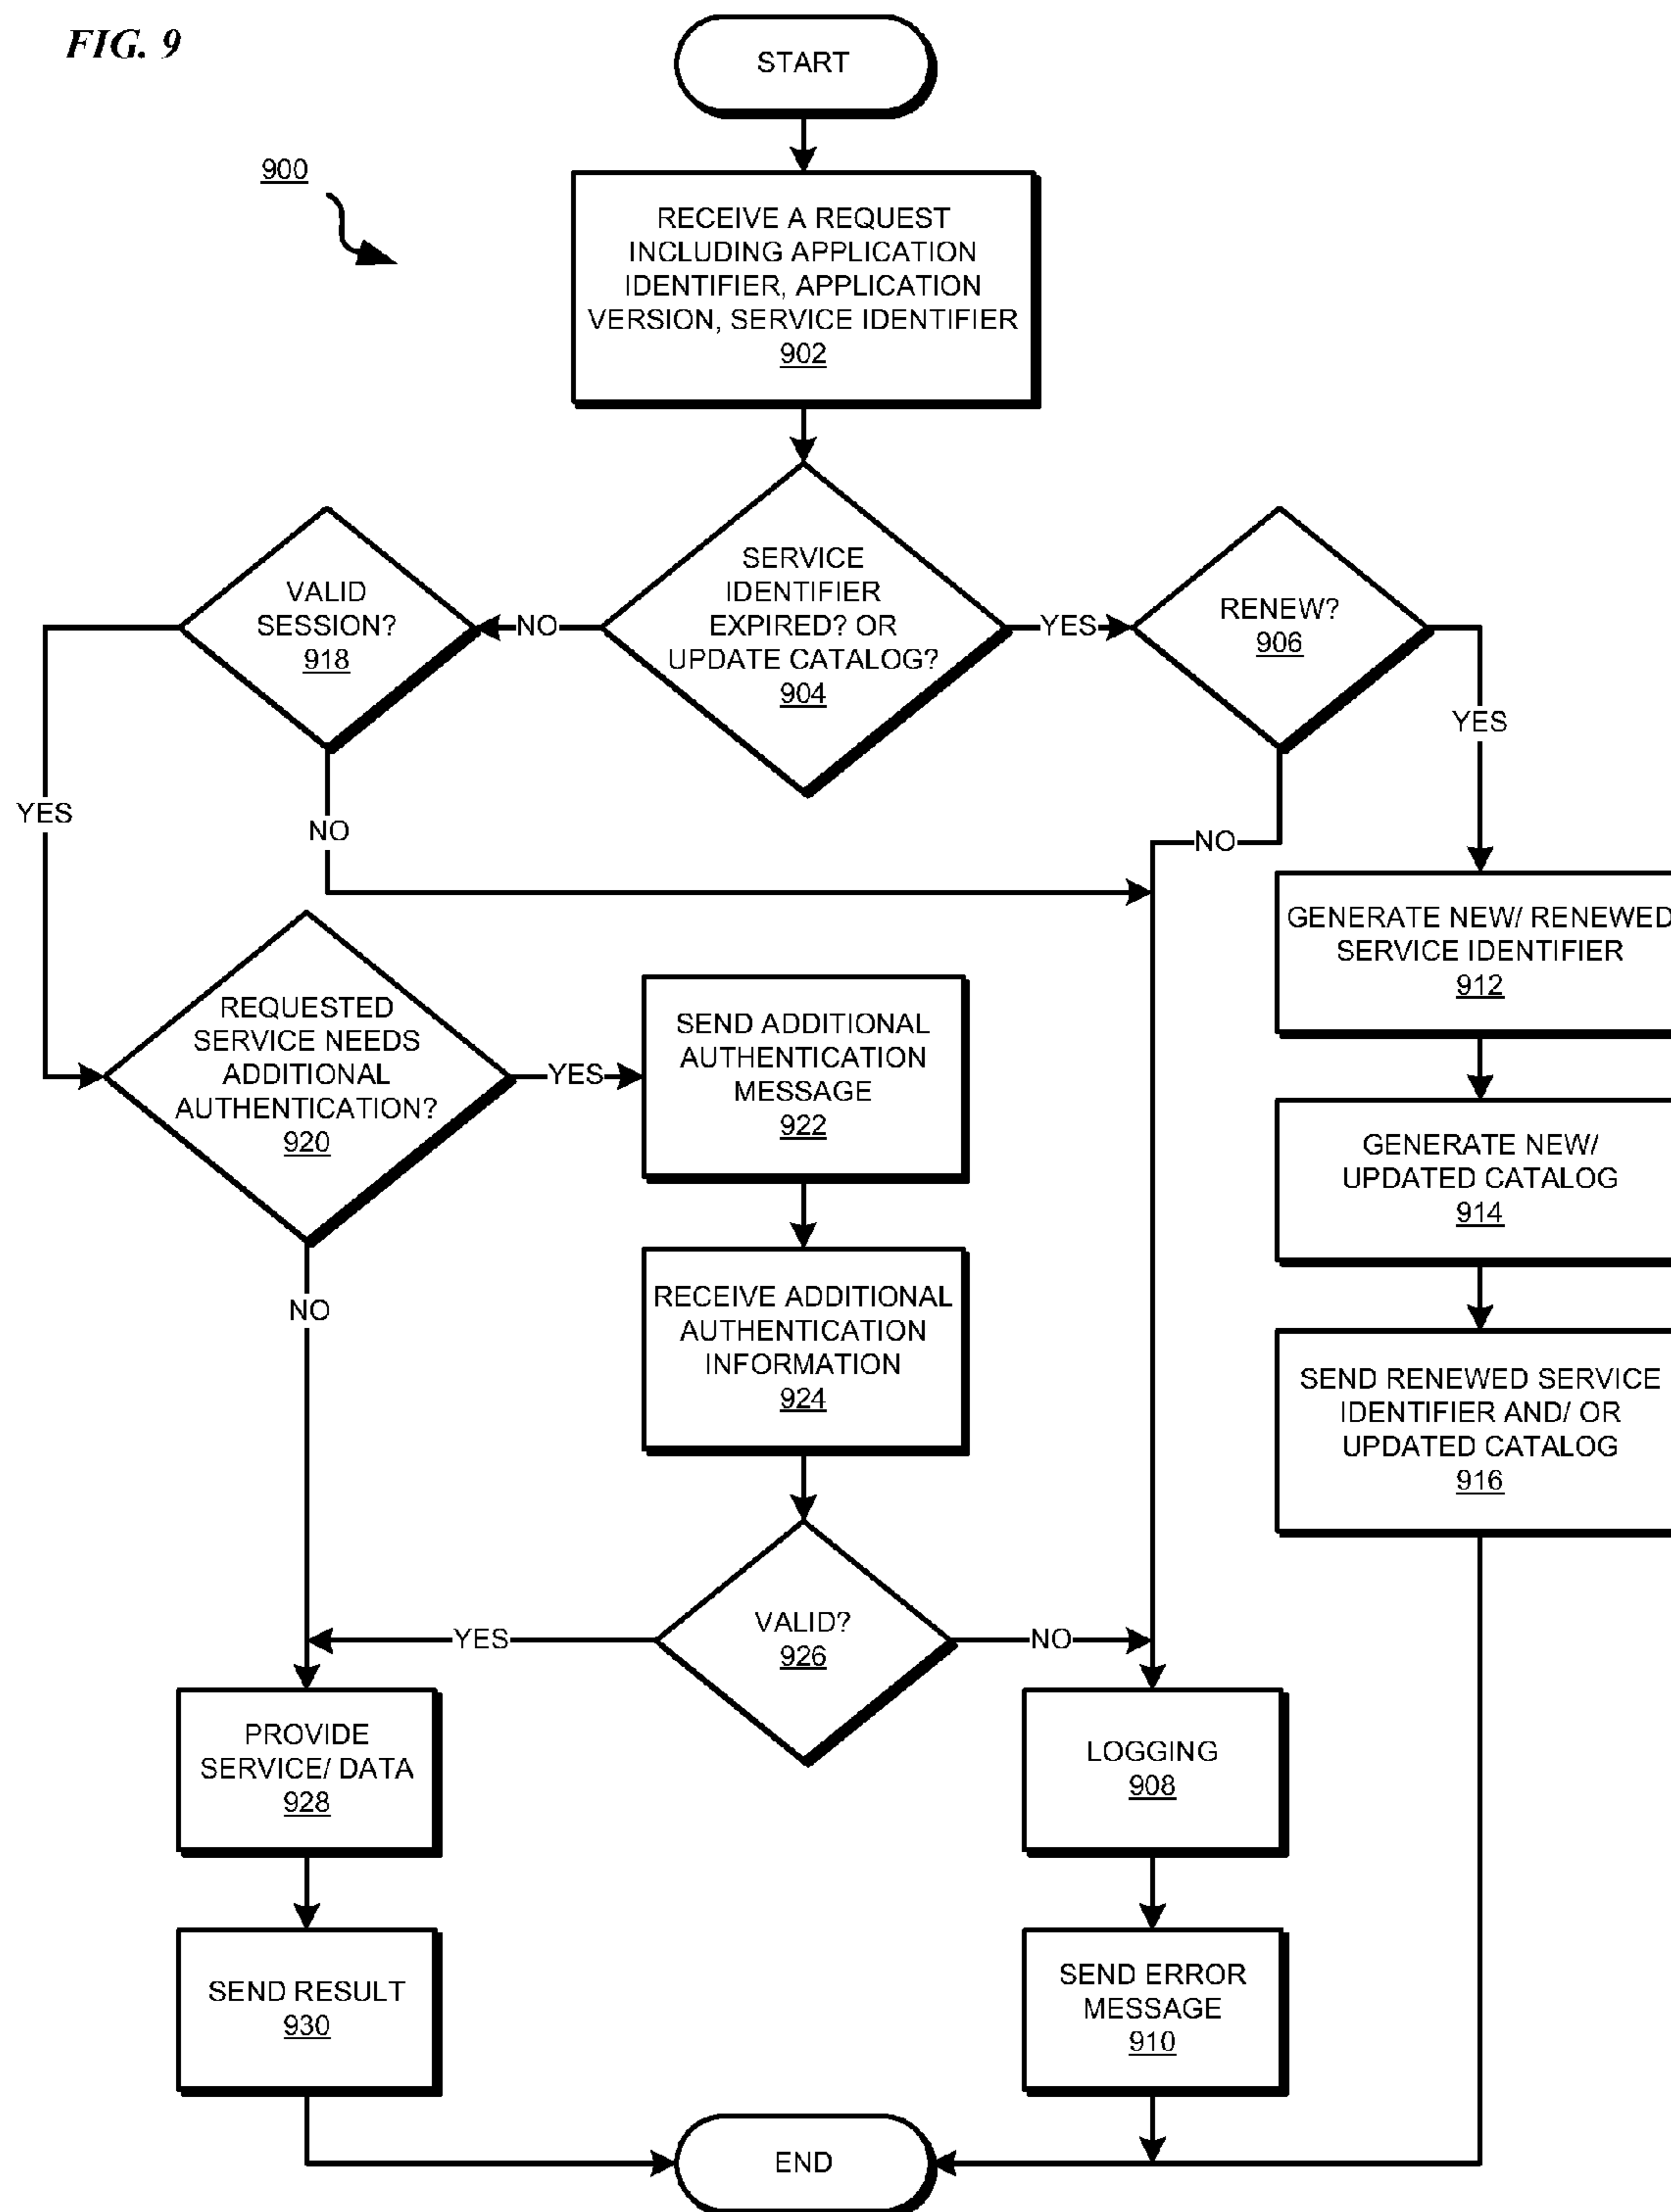 FIG. 9
START
900
RECEIVE A REQUEST
INCLUDING APPLICATION
IDENTIFIER, APPLICATION
VERSION, SERVICE IDENTIFIER
902
SERVICE
IDENTIFIER
EXPIRED? OR
UPDATE CATALOG?
904
VALID
SESSION?
918
NO
YES
RENEW?
906
YES
YES
NO
NO
GENERATE NEW/ RENEWED
SERVICE IDENTIFIER
912
REQUESTED
SERVICE NEEDS
ADDITIONAL
AUTHENTICATION?
920
YES
SEND ADDITIONAL
AUTHENTICATION
MESSAGE
922
GENERATE NEW/
UPDATED CATALOG
914
NO
RECEIVE ADDITIONAL
AUTHENTICATION
INFORMATION
924
SEND RENEWED SERVICE
IDENTIFIER AND/ OR
UPDATED CATALOG
916
YES
VALID?
926
NO
PROVIDE
SERVICE/ DATA
928
LOGGING
908
SEND RESULT
930
SEND ERROR
MESSAGE
910
END